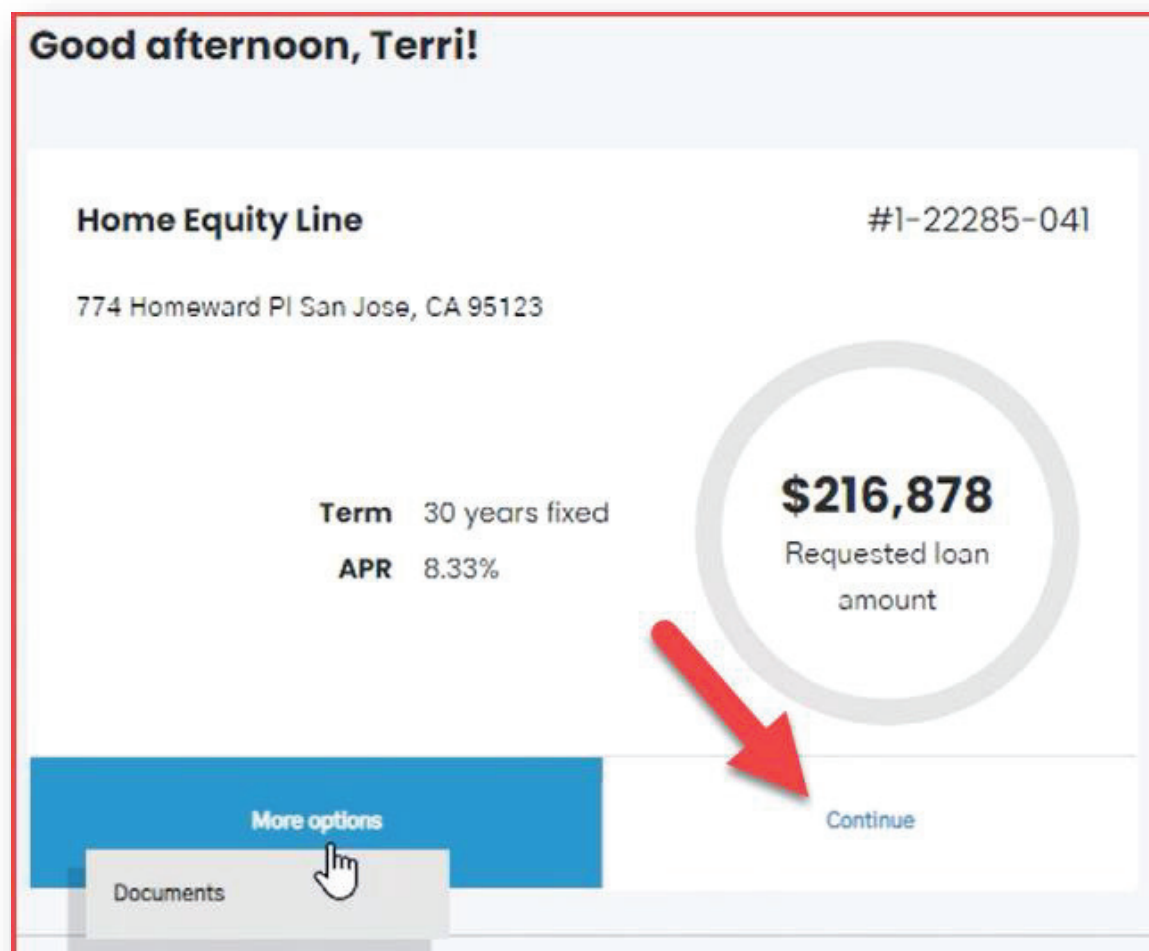 Good afternoon, Terri!
Home Equity Line
#1-22285-041
774 Homeward Pl San Jose, CA 95123
$216,878
Requested loan
amount
Term 30 years fixed
APR 8.33%
More options
Continue
Documents